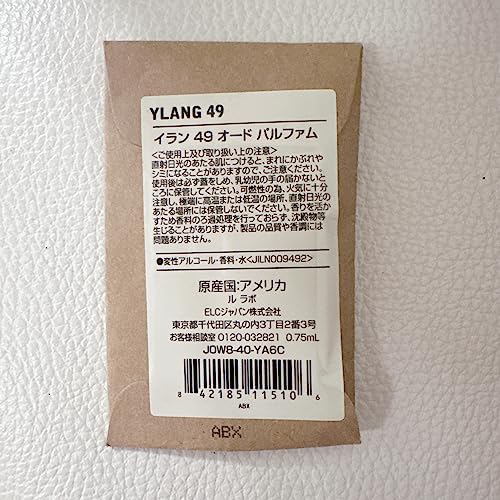 YLANG 49
イラン 49 オード パルファム
<ご使用上及び取り扱い上の注意>
直射日光のあたる肌につけると、まれにかぶれや
シミになることがありますので、ご注意ください。
使用後は必ず蓋をしめ、乳幼児の手の届かないと
ころに保管してください。可燃性の為、火気に十分
注意し、極端に高温または低温の場所、直射日光の
あたる場所には保管しないでください。香りを活か
すため香料のろ過処理を行っておらず、沈殿物等
生じることがありますが、製品の品質や香調には
問題ありません。
●変性アルコール・香料・水<JILN009492>
原産国:アメリカ
ル ラボ
ELCジャパン株式会社
東京都千代田区丸の内3丁目2番3号
お客様相談室 0120-032821 0.75mL
J0W8-40-YA6C
8 42185 11510 6
ABX
ABX